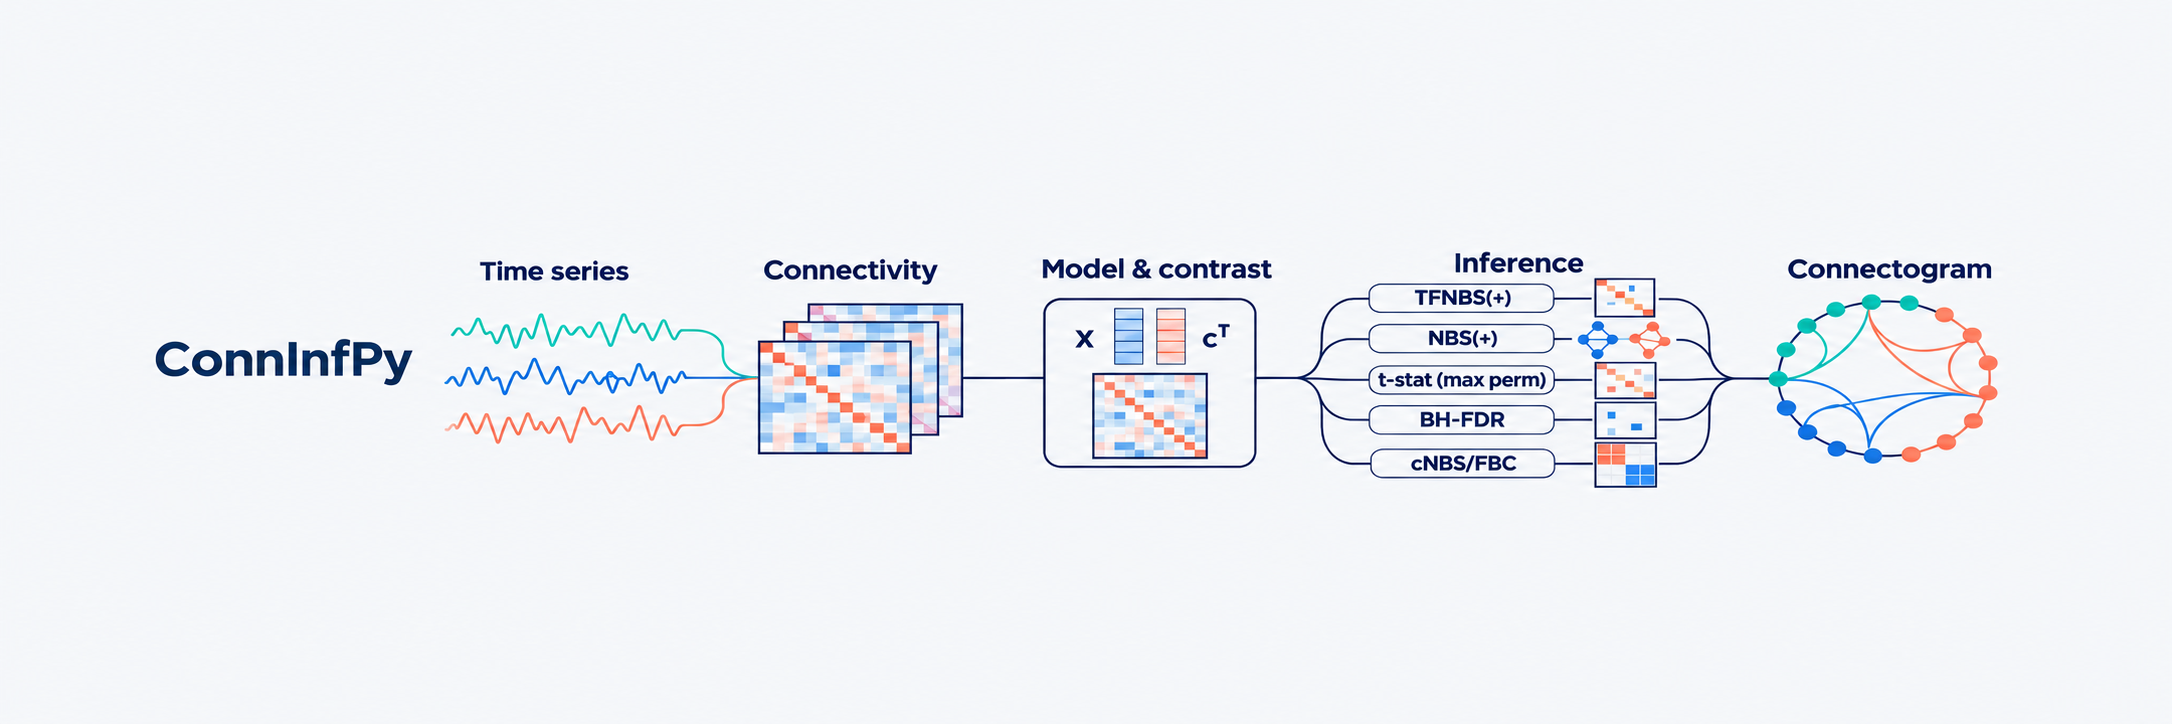 ConnInfPy
Time series
Connectivity
Model & contrast
X
cᵀ
Inference
TFNBS(+)
NBS(+)
t-stat (max perm)
BH-FDR
cNBS/FBC
Connectogram